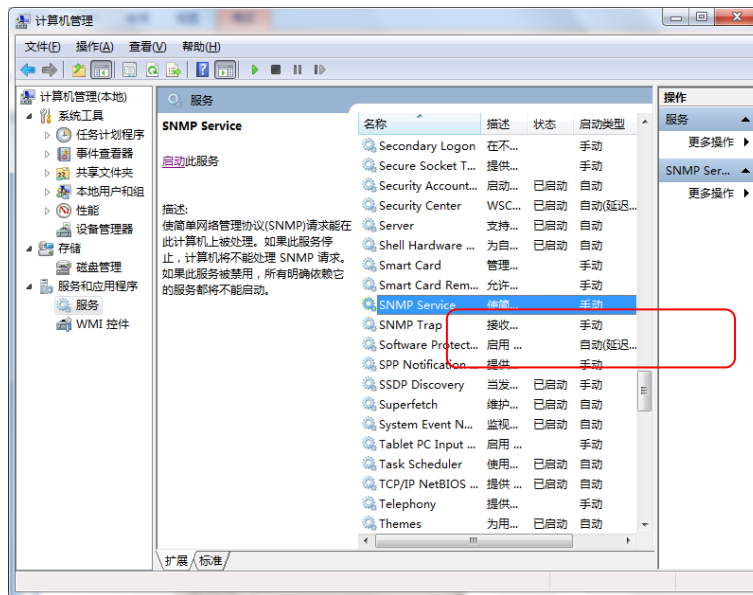 计算机管理
文件(F) 操作(A) 查看(V) 帮助(H)
计算机管理(本地)
系统工具
任务计划程序
事件查看器
共享文件夹
本地用户和组
性能
设备管理器
存储
磁盘管理
服务和应用程序
服务
WMI 控件
服务
SNMP Service
启动此服务
描述:
使简单网络管理协议(SNMP)请求能在
此计算机上被处理。如果此服务停
止，计算机将不能处理 SNMP 请求。
如果此服务被禁用，所有明确依赖它
的服务都将不能启动。
名称 描述 状态 启动类型
Secondary Logon 在不... 手动
Secure Socket T... 提供... 手动
Security Account... 启动... 已启动 自动
Security Center WSC... 已启动 自动(延迟...
Server 支持... 已启动 自动
Shell Hardware ... 为自... 已启动 自动
Smart Card 管理... 手动
Smart Card Rem... 允许... 手动
SNMP Service 使简... 手动
SNMP Trap 接收... 手动
Software Protect... 启用 ... 自动(延迟...
SPP Notification ... 提供... 手动
SSDP Discovery 当发... 已启动 手动
Superfetch 维护... 已启动 自动
System Event N... 监视... 已启动 自动
Tablet PC Input ... 启用 ... 手动
Task Scheduler 使用... 已启动 自动
TCP/IP NetBIOS ... 提供 ... 已启动 自动
Telephony 提供... 手动
Themes 为用... 已启动 自动
扩展 标准
操作
服务
更多操作
SNMP Ser...
更多操作